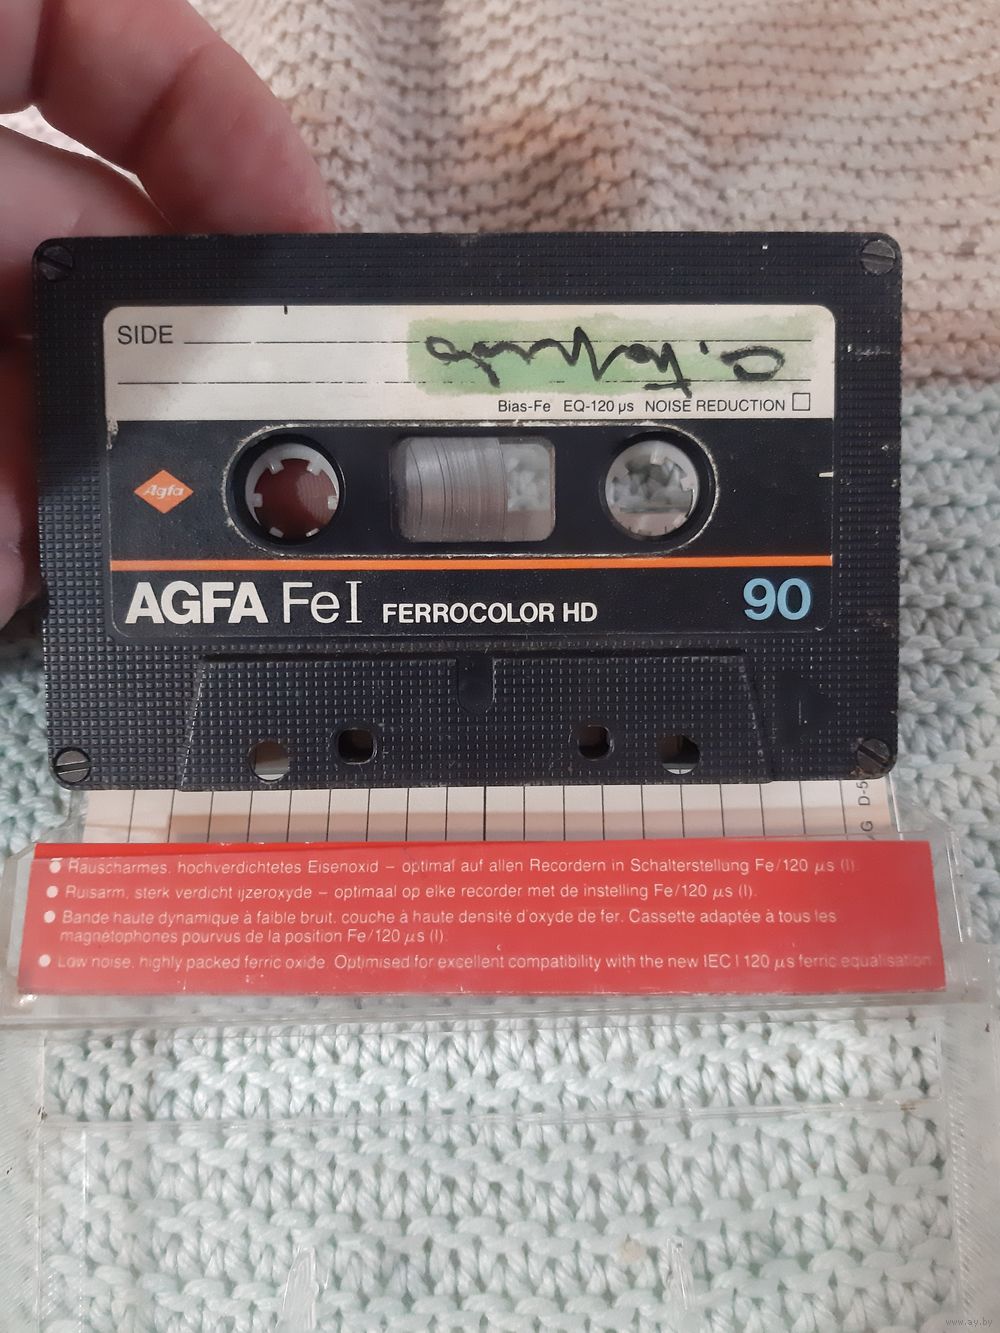 SIDE
Bias-Fe EQ-120 µs NOISE REDUCTION
Agfa
AGFA FeI FERROCOLOR HD 90
D-5
• Rauscharmes, hochverdichtetes Eisenoxid – optimal auf allen Recordern in Schalterstellung Fe/120 µs (I).
• Ruisarm, sterk verdicht ijzeroxyde – optimaal op elke recorder met de instelling Fe/120 µs (I).
• Bande haute dynamique à faible bruit, couche à haute densité d'oxyde de fer. Cassette adaptée à tous les
magnétophones pourvus de la position Fe/120 µs (I).
• Low noise, highly packed ferric oxide. Optimised for excellent compatibility with the new IEC I 120 µs ferric equalisation
www.ay.by